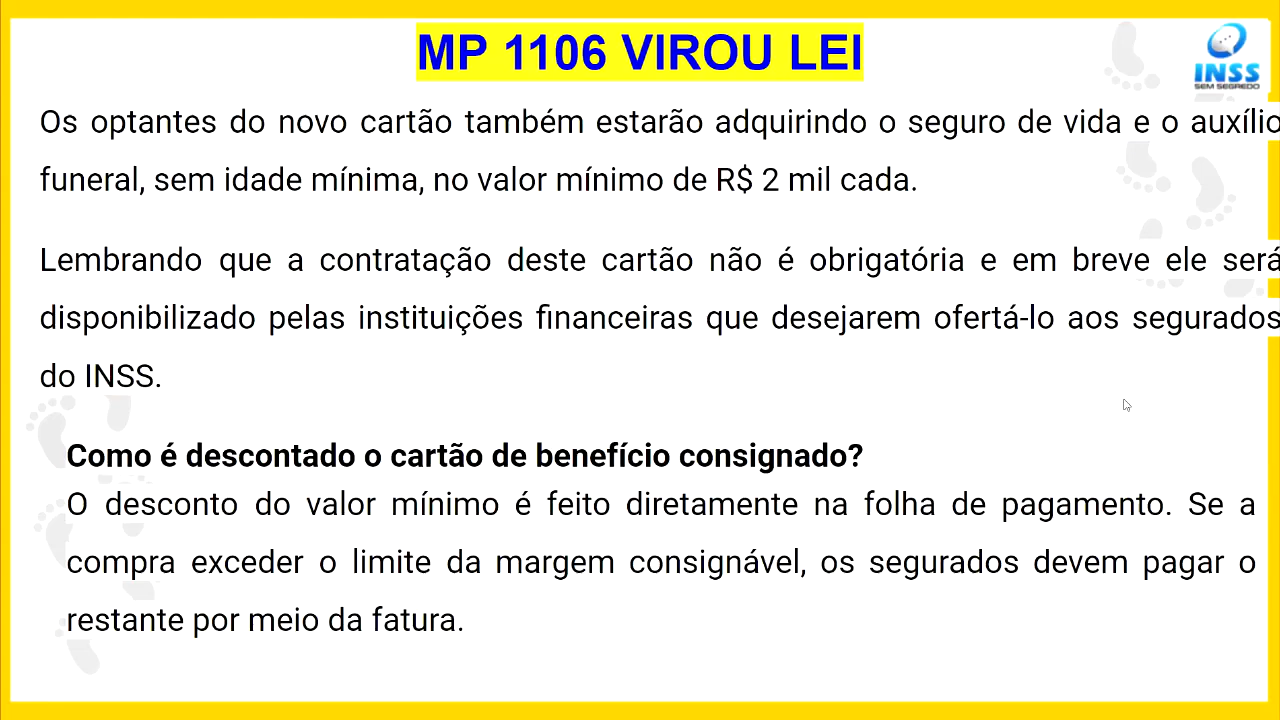 MP 1106 VIROU LEI
INSS
SEM SEGREDO
Os optantes do novo cartão também estarão adquirindo o seguro de vida e o auxílio
funeral, sem idade mínima, no valor mínimo de R$ 2 mil cada.
Lembrando que a contratação deste cartão não é obrigatória e em breve ele será
disponibilizado pelas instituições financeiras que desejarem ofertá-lo aos segurados
do INSS.
Como é descontado o cartão de benefício consignado?
O desconto do valor mínimo é feito diretamente na folha de pagamento. Se a
compra exceder o limite da margem consignável, os segurados devem pagar o
restante por meio da fatura.